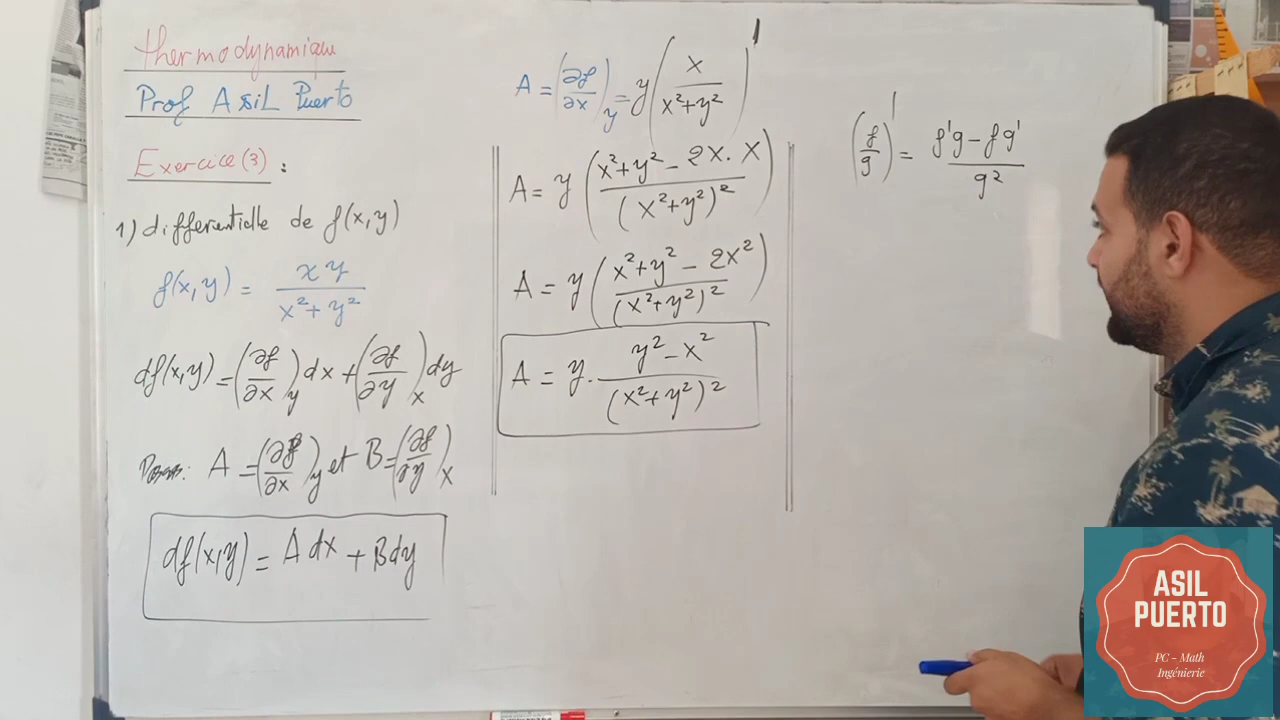 thermodynamique
Prof ASIL Puerto
Exercice (3) :
1) differentielle de f(x,y)
f(x,y) = xy / (x²+y²)
df(x,y) = (∂f/∂x)_y dx + (∂f/∂y)_x dy
A = (∂f/∂x)_y et B = (∂f/∂y)_x
df(x,y) = A dx + B dy
A = (∂f/∂x)_y = y (x / (x²+y²))'
A = y ((x²+y² - 2x.x) / (x²+y²)²)
A = y ((x²+y² - 2x²) / (x²+y²)²)
A = y. (y²-x²) / (x²+y²)²
(f/g)' = (f'g - fg') / g²
ASIL
PUERTO
PC - Math
Ingénierie